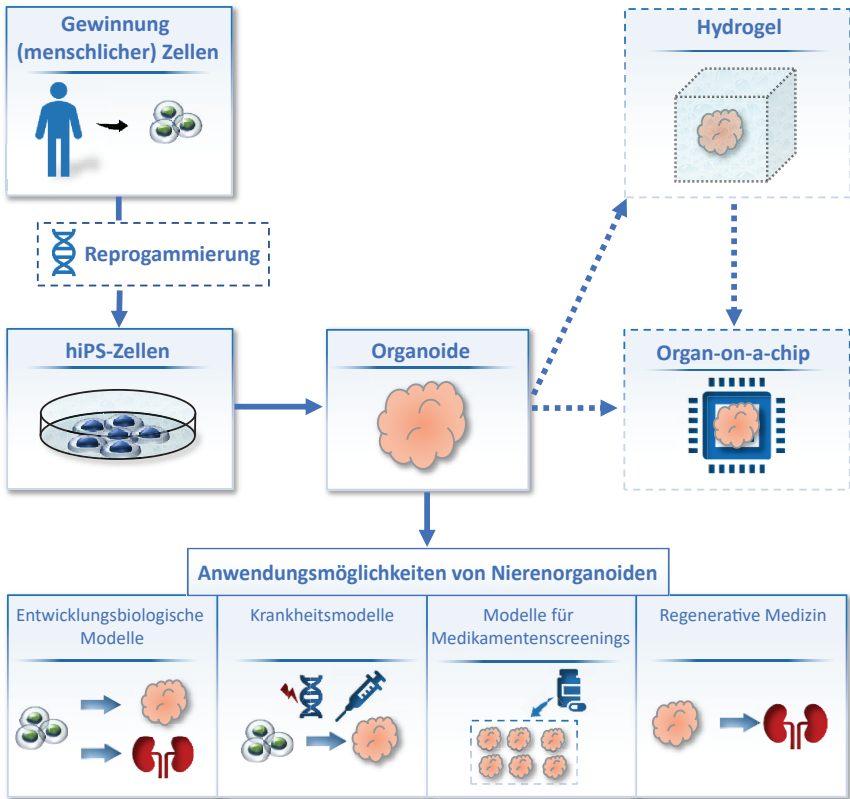 Gewinnung
(menschlicher) Zellen
Hydrogel
Reprogammierung
hiPS-Zellen
Organoide
Organ-on-a-chip
Anwendungsmöglichkeiten von Nierenorganoiden
Entwicklungsbiologische
Modelle
Krankheitsmodelle
Modelle für
Medikamentenscreenings
Regenerative Medizin